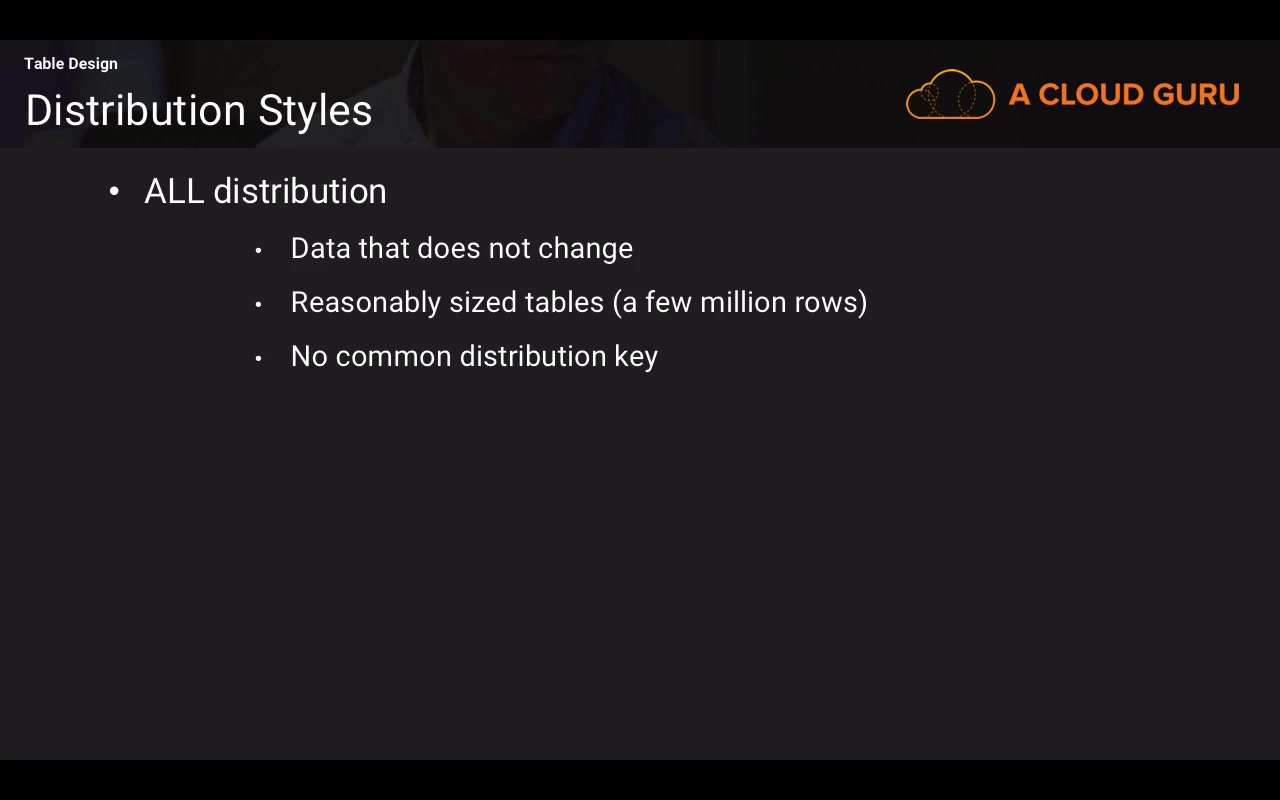 Table Design
Distribution Styles
A CLOUD GURU
• ALL distribution
• Data that does not change
• Reasonably sized tables (a few million rows)
• No common distribution key